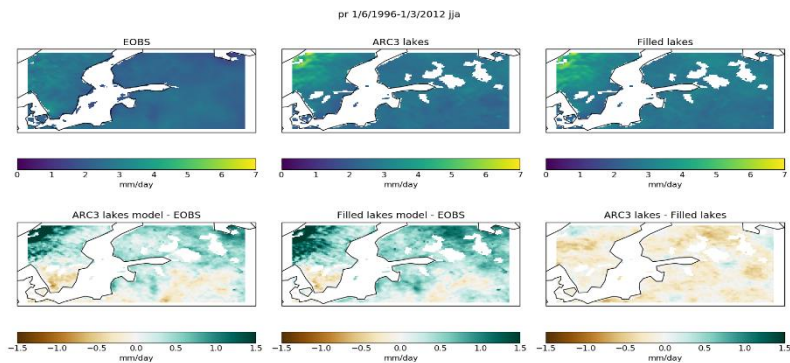 pr 1/6/1996-1/3/2012 jja
EOBS ARC3 lakes Filled lakes
0 1 2 3 4 5 6 7 0 1 2 3 4 5 6 7 0 1 2 3 4 5 6 7
mm/day mm/day mm/day
ARC3 lakes model - EOBS Filled lakes model - EOBS ARC3 lakes - Filled lakes
−1.5 −1.0 −0.5 0.0 0.5 1.0 1.5 −1.5 −1.0 −0.5 0.0 0.5 1.0 1.5 −1.5 −1.0 −0.5 0.0 0.5 1.0 1.5
mm/day mm/day mm/day